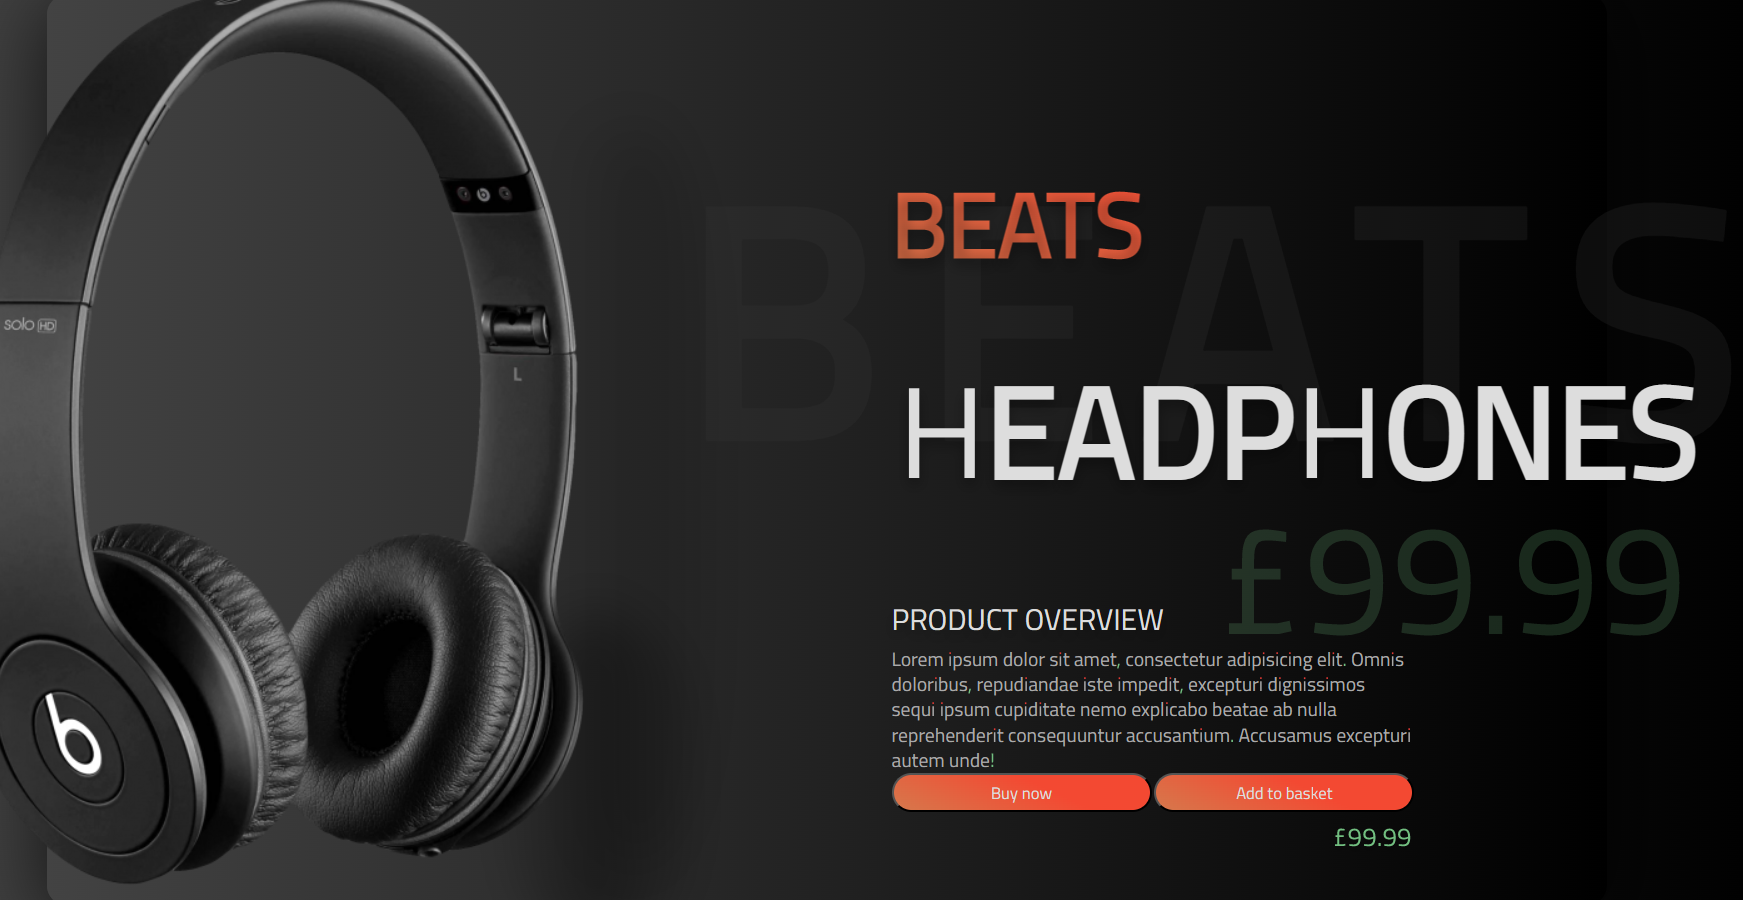 BEATS
BEATS
HEADPHONES
£99.99
solo HD
L
PRODUCT OVERVIEW
Lorem ipsum dolor sit amet, consectetur adipisicing elit. Omnis
doloribus, repudiandae iste impedit, excepturi dignissimos
sequi ipsum cupiditate nemo explicabo beatae ab nulla
reprehenderit consequuntur accusantium. Accusamus excepturi
autem unde!
Buy now
Add to basket
£99.99
b